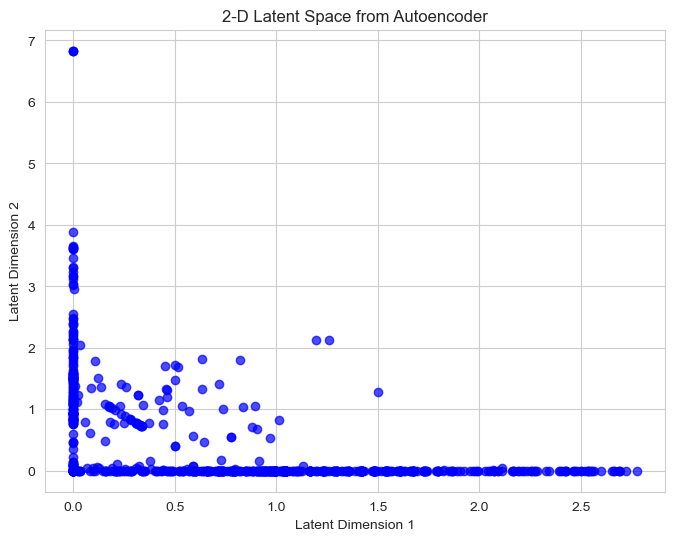 2-D Latent Space from Autoencoder
7
6
5
4
3
2
1
0
Latent Dimension 2
0.0 0.5 1.0 1.5 2.0 2.5
Latent Dimension 1